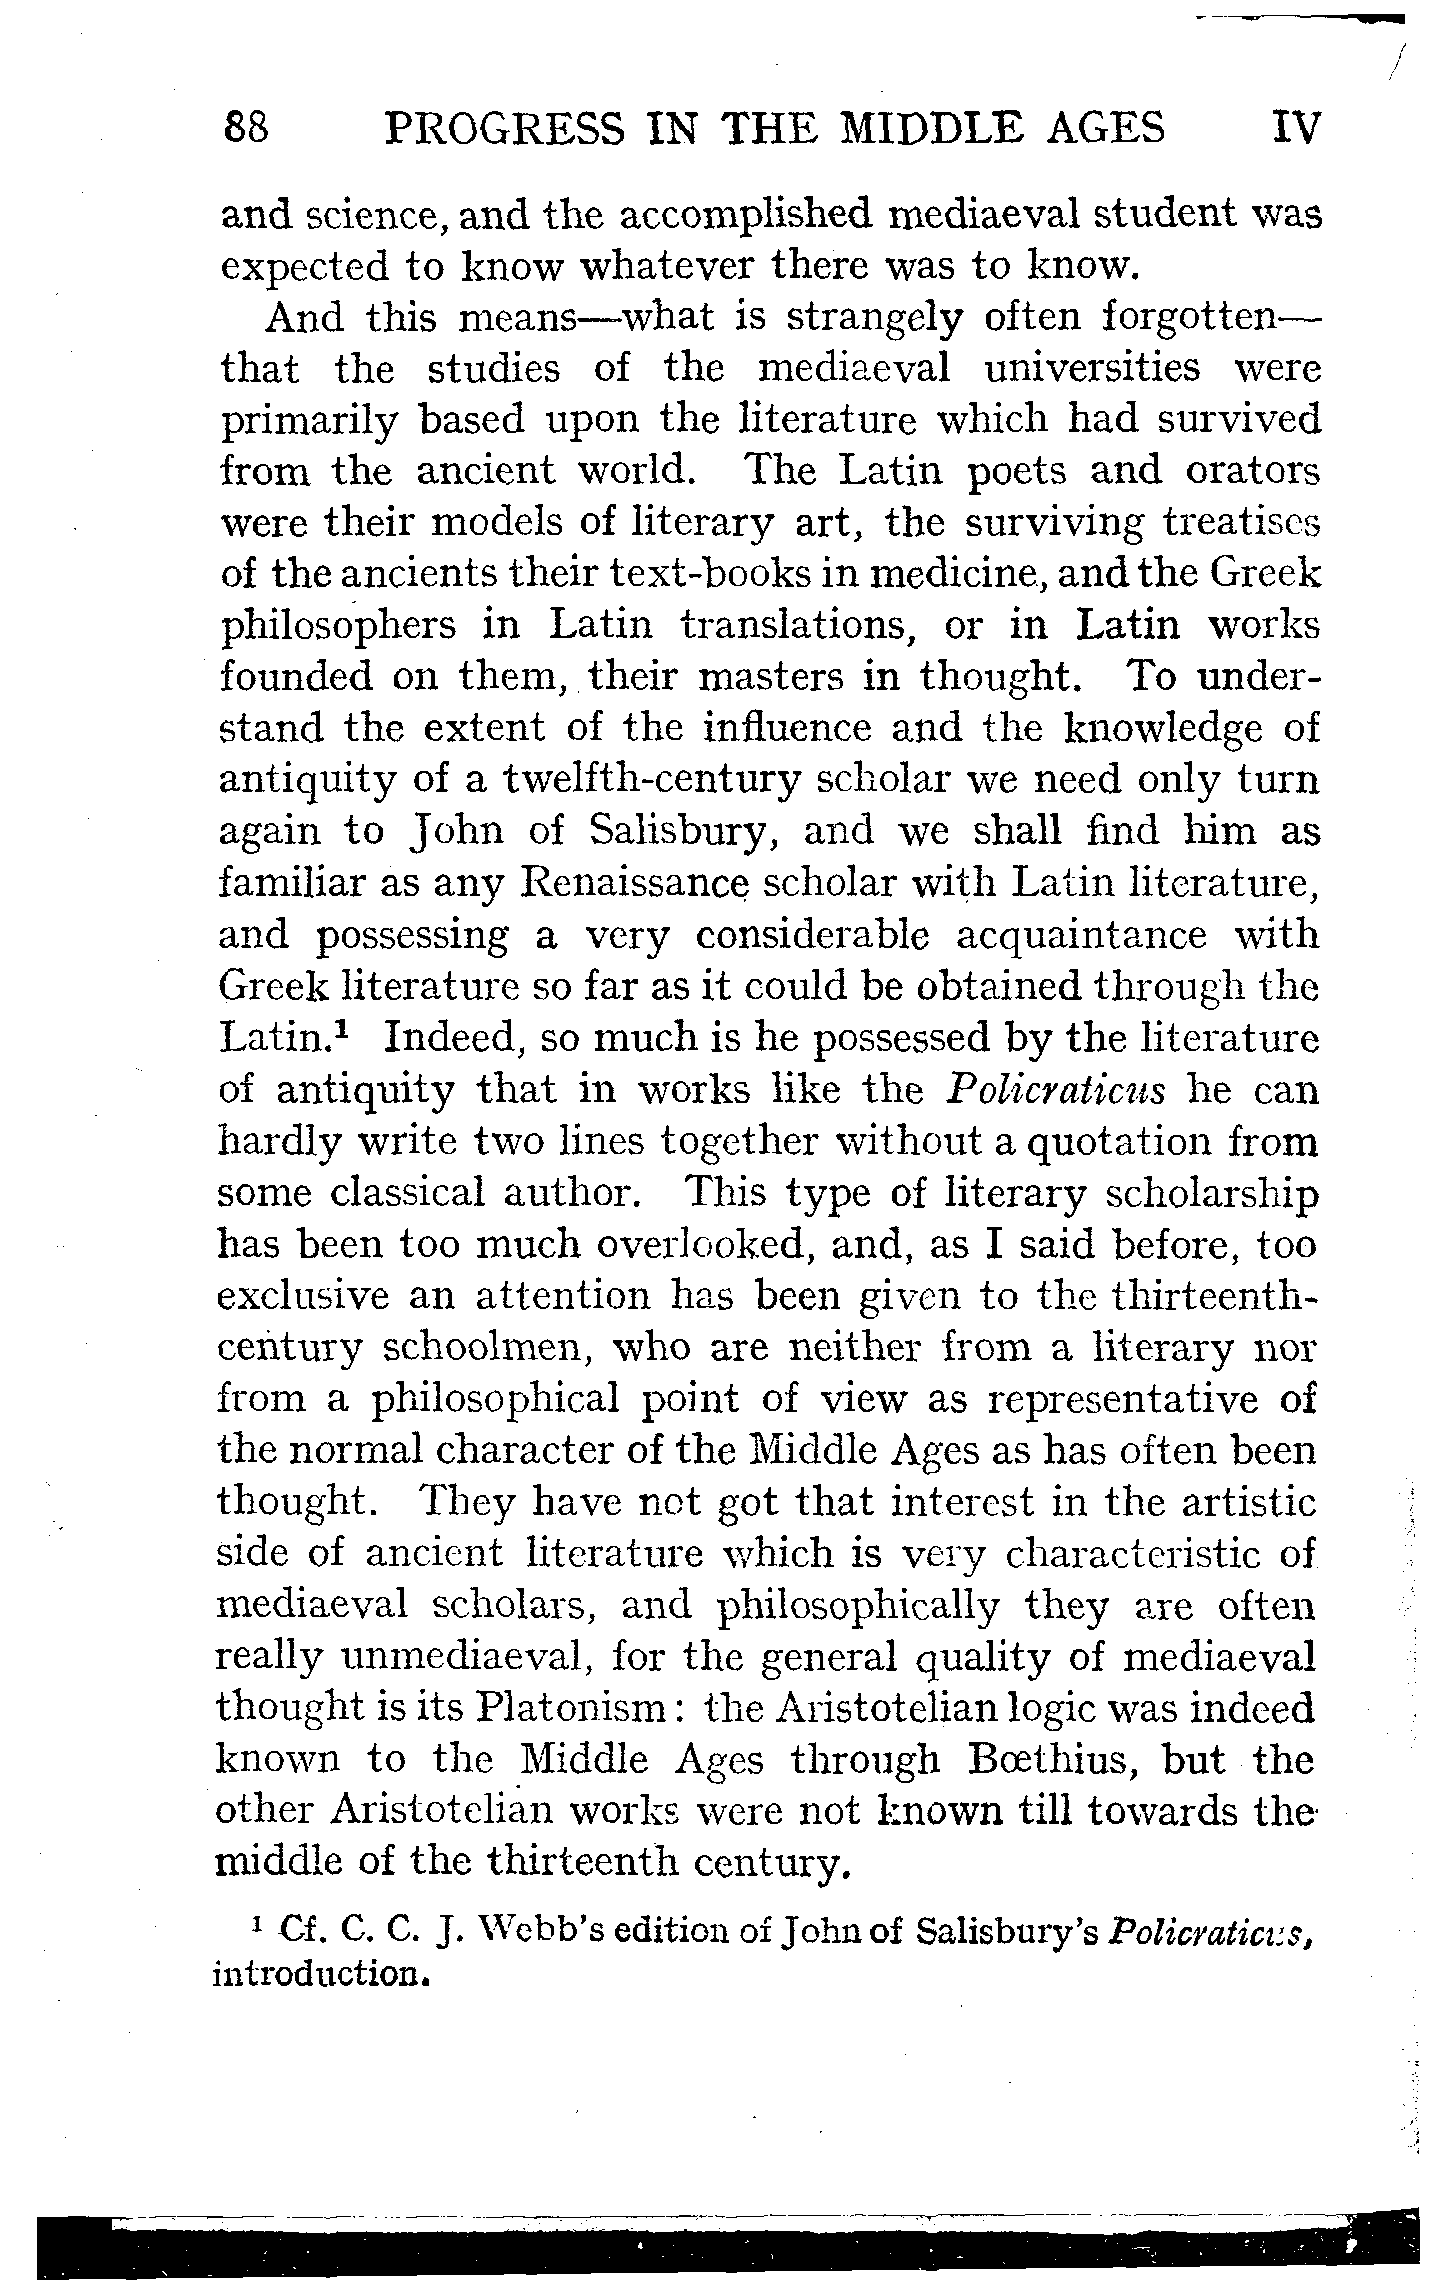 88 PROGRESS IN THE MIDDLE AGES IV
and science, and the accomplished mediaeval student was
expected to know whatever there was to know.
And this means—what is strangely often forgotten—
that the studies of the mediaeval universities were
primarily based upon the literature which had survived
from the ancient world. The Latin poets and orators
were their models of literary art, the surviving treatises
of the ancients their text-books in medicine, and the Greek
philosophers in Latin translations, or in Latin works
founded on them, their masters in thought. To under-
stand the extent of the influence and the knowledge of
antiquity of a twelfth-century scholar we need only turn
again to John of Salisbury, and we shall find him as
familiar as any Renaissance scholar with Latin literature,
and possessing a very considerable acquaintance with
Greek literature so far as it could be obtained through the
Latin.¹ Indeed, so much is he possessed by the literature
of antiquity that in works like the Policraticus he can
hardly write two lines together without a quotation from
some classical author. This type of literary scholarship
has been too much overlooked, and, as I said before, too
exclusive an attention has been given to the thirteenth-
century schoolmen, who are neither from a literary nor
from a philosophical point of view as representative of
the normal character of the Middle Ages as has often been
thought. They have not got that interest in the artistic
side of ancient literature which is very characteristic of
mediaeval scholars, and philosophically they are often
really unmediaeval, for the general quality of mediaeval
thought is its Platonism: the Aristotelian logic was indeed
known to the Middle Ages through Bœthius, but the
other Aristotelian works were not known till towards the
middle of the thirteenth century.
¹ Cf. C. C. J. Webb's edition of John of Salisbury's Policraticus,
introduction.